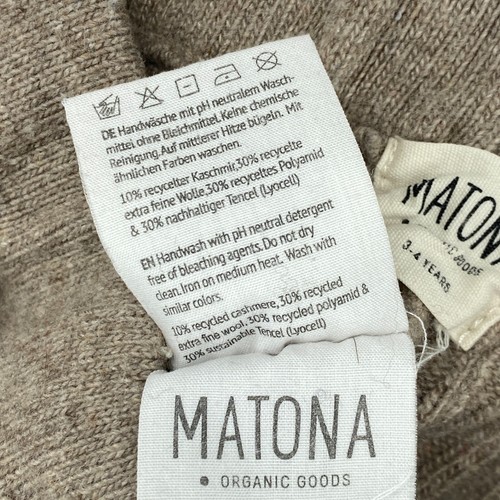 DE Handwäsche mit pH neutralem Wasch-
mittel ohne Bleichmittel. Keine chemische
Reinigung. Auf mittlerer Hitze bügeln. Mit
ähnlichen Farben waschen.
10% recycelter Kaschmir, 30% recycelte
extra feine Wolle, 30% recyceltes Polyamid
& 30% nachhaltiger Tencel (Lyocell)
EN Handwash with pH neutral detergent
free of bleaching agents. Do not dry
clean. Iron on medium heat. Wash with
similar colors.
10% recycled cashmere, 30% recycled
extra fine wool, 30% recycled polyamid &
30% sustainable Tencel (Lyocell)
MATONA
• ORGANIC GOODS
MATONA
GOODS
3-4 YEARS